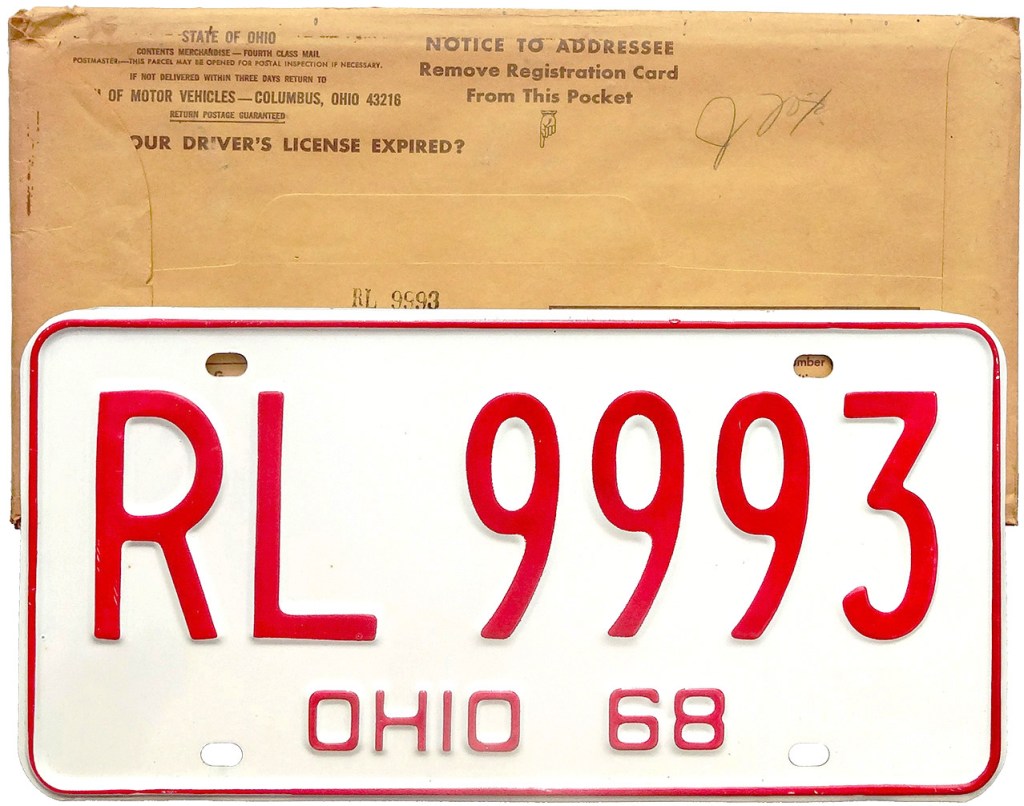 STATE OF OHIO
CONTENTS MERCHANDISE — FOURTH CLASS MAIL
POSTMASTER:—THIS PARCEL MAY BE OPENED FOR POSTAL INSPECTION IF NECESSARY.
IF NOT DELIVERED WITHIN THREE DAYS RETURN TO
OF MOTOR VEHICLES — COLUMBUS, OHIO 43216
RETURN POSTAGE GUARANTEED
OUR DRIVER'S LICENSE EXPIRED?
NOTICE TO ADDRESSEE
Remove Registration Card
From This Pocket
RL 9993
mber
RL 9993
OHIO 68